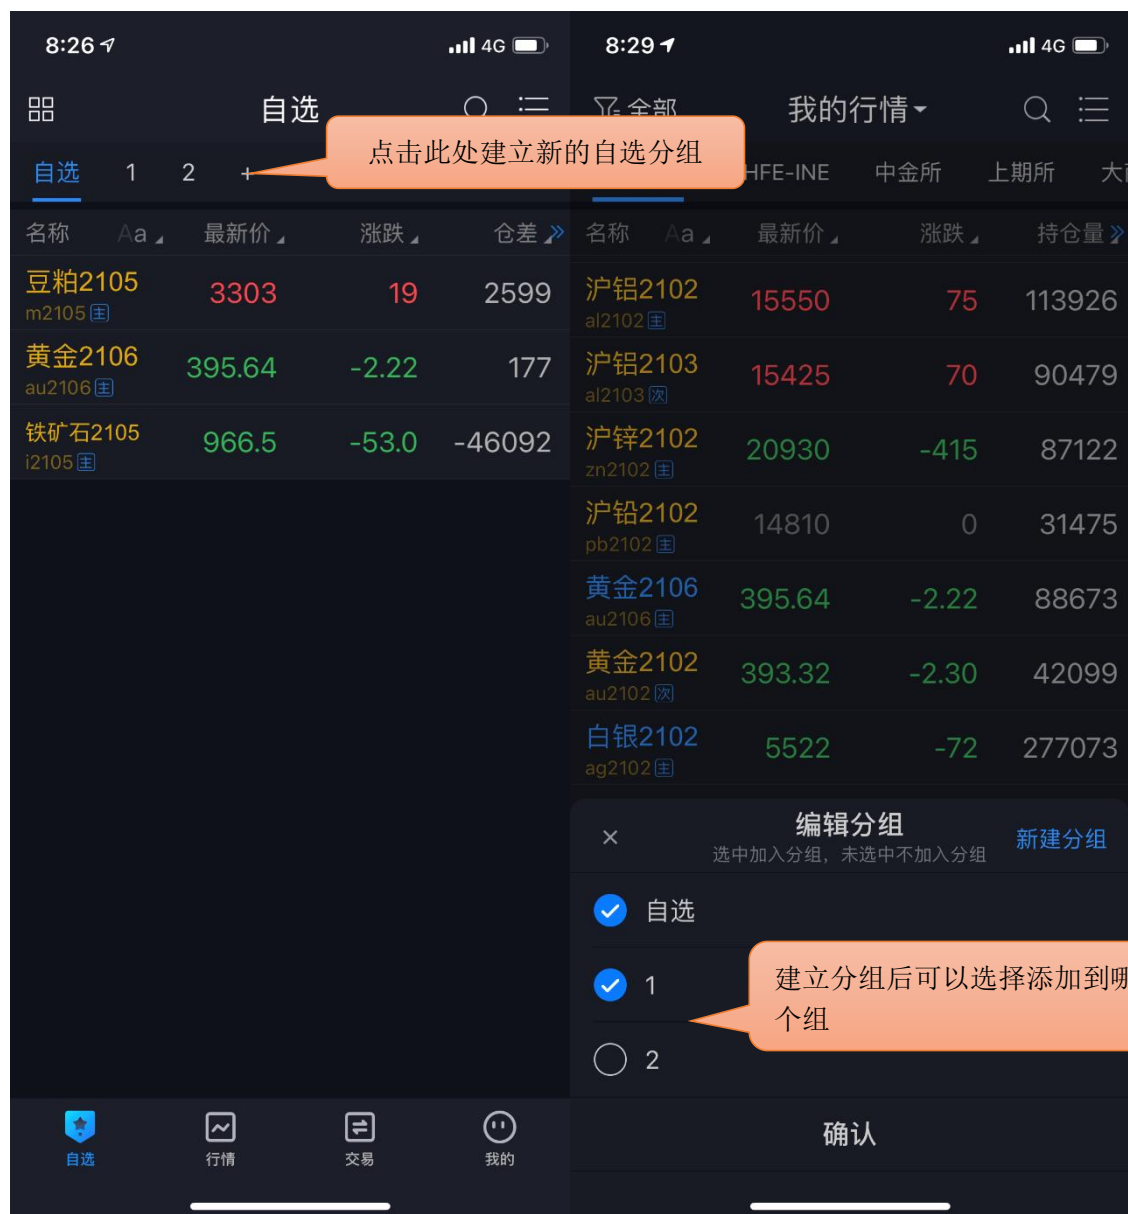 8:26
4G
自选
点击此处建立新的自选分组
自选 1 2 +
名称 Aa 最新价 涨跌 仓差
豆粕2105 3303 19 2599
m2105 主
黄金2106 395.64 -2.22 177
au2106 主
铁矿石2105 966.5 -53.0 -46092
i2105 主
自选 行情 交易 我的
8:29
4G
全部 我的行情
HFE-INE 中金所 上期所
名称 Aa 最新价 涨跌 持仓量
沪铝2102 15550 75 113926
al2102 主
沪铝2103 15425 70 90479
al2103 次
沪锌2102 20930 -415 87122
zn2102 主
沪铅2102 14810 0 31475
pb2102 主
黄金2106 395.64 -2.22 88673
au2106 主
黄金2102 393.32 -2.30 42099
au2102 次
白银2102 5522 -72 277073
ag2102 主
× 编辑分组 新建分组
选中加入分组，未选中不加入分组
自选
1
建立分组后可以选择添加到哪
个组
2
确认